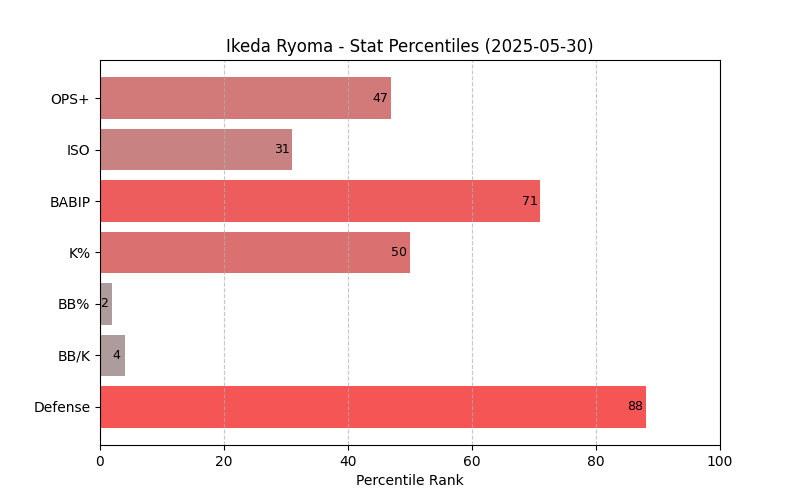 Ikeda Ryoma - Stat Percentiles (2025-05-30)
OPS+ 47
ISO 31
BABIP 71
K% 50
BB% 2
BB/K 4
Defense 88
0 20 40 60 80 100
Percentile Rank